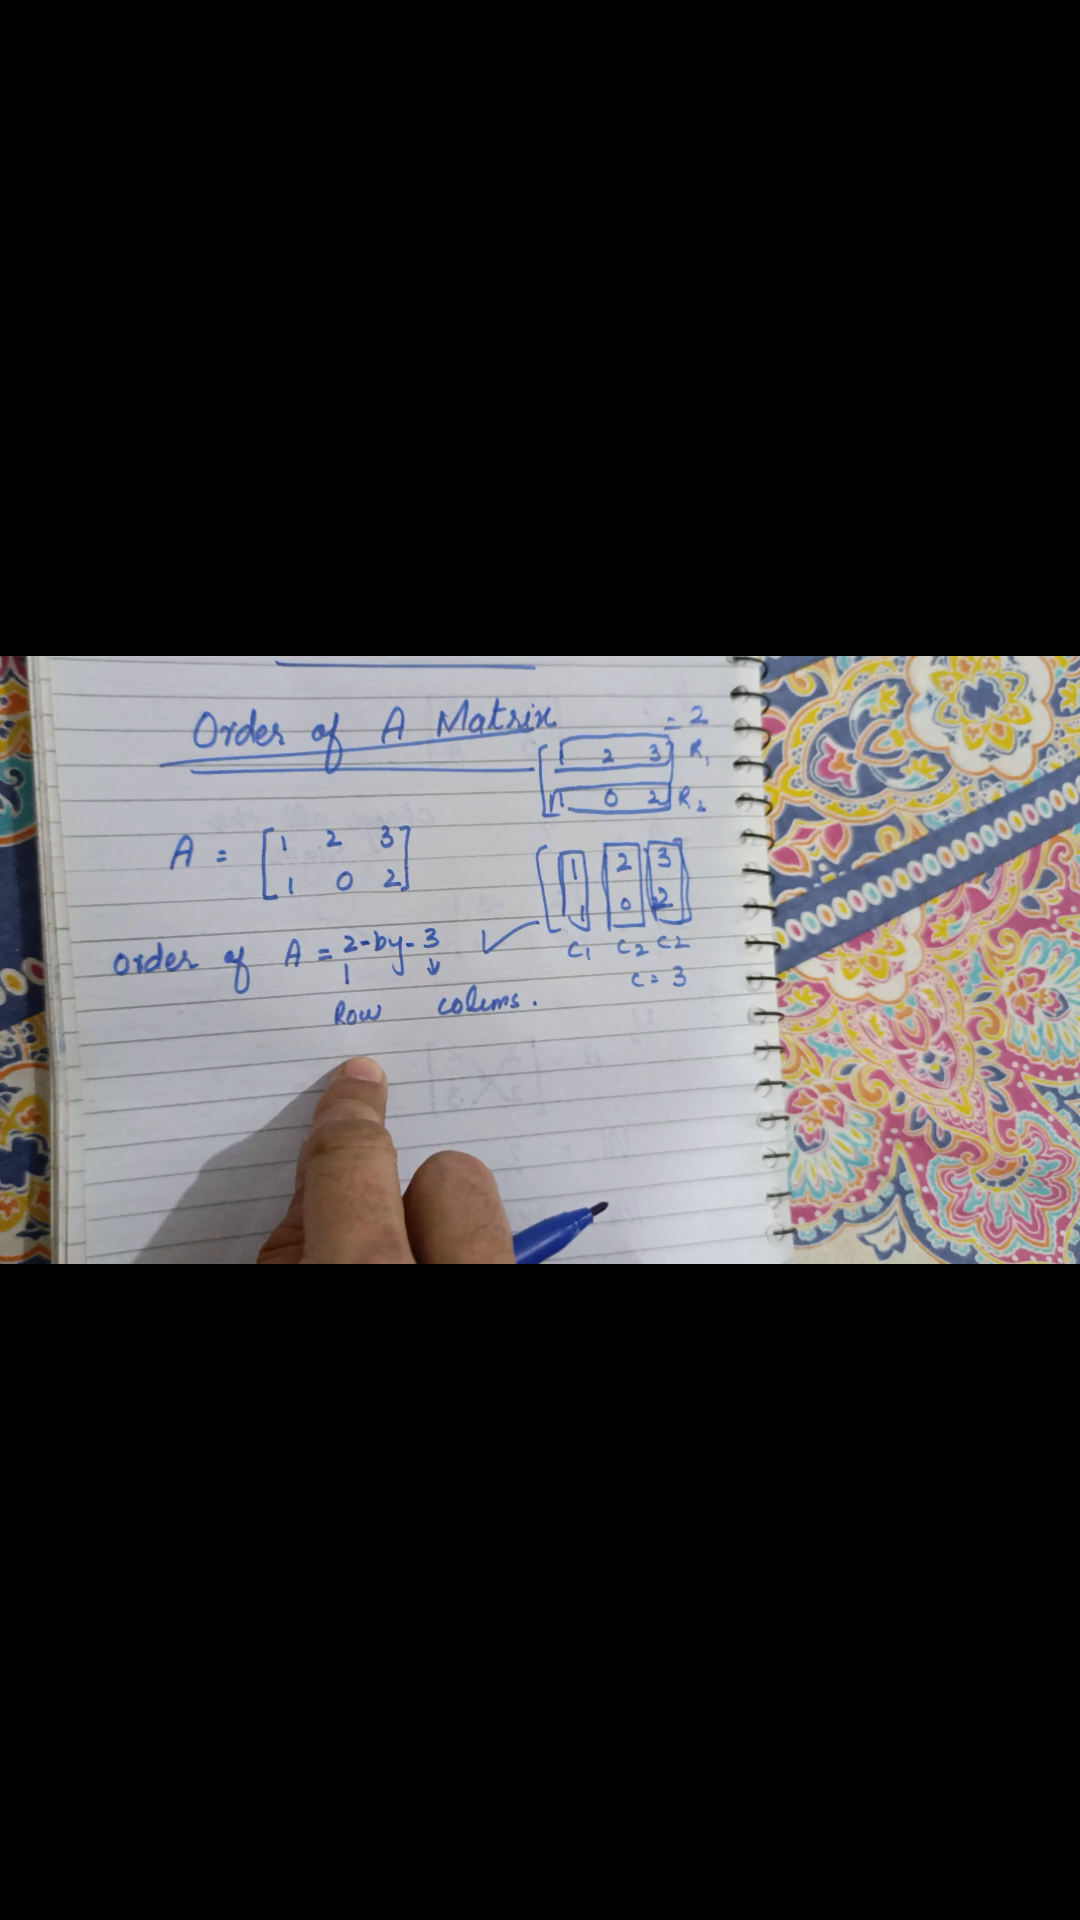 Order of A Matrix
= 2
1 2 3 R1
1 0 2 R2
A = [1 2 3
1 0 2]
[1 2 3
1 0 2]
C1 C2 C2
C = 3
Order of A = 2-by-3
Row colums.